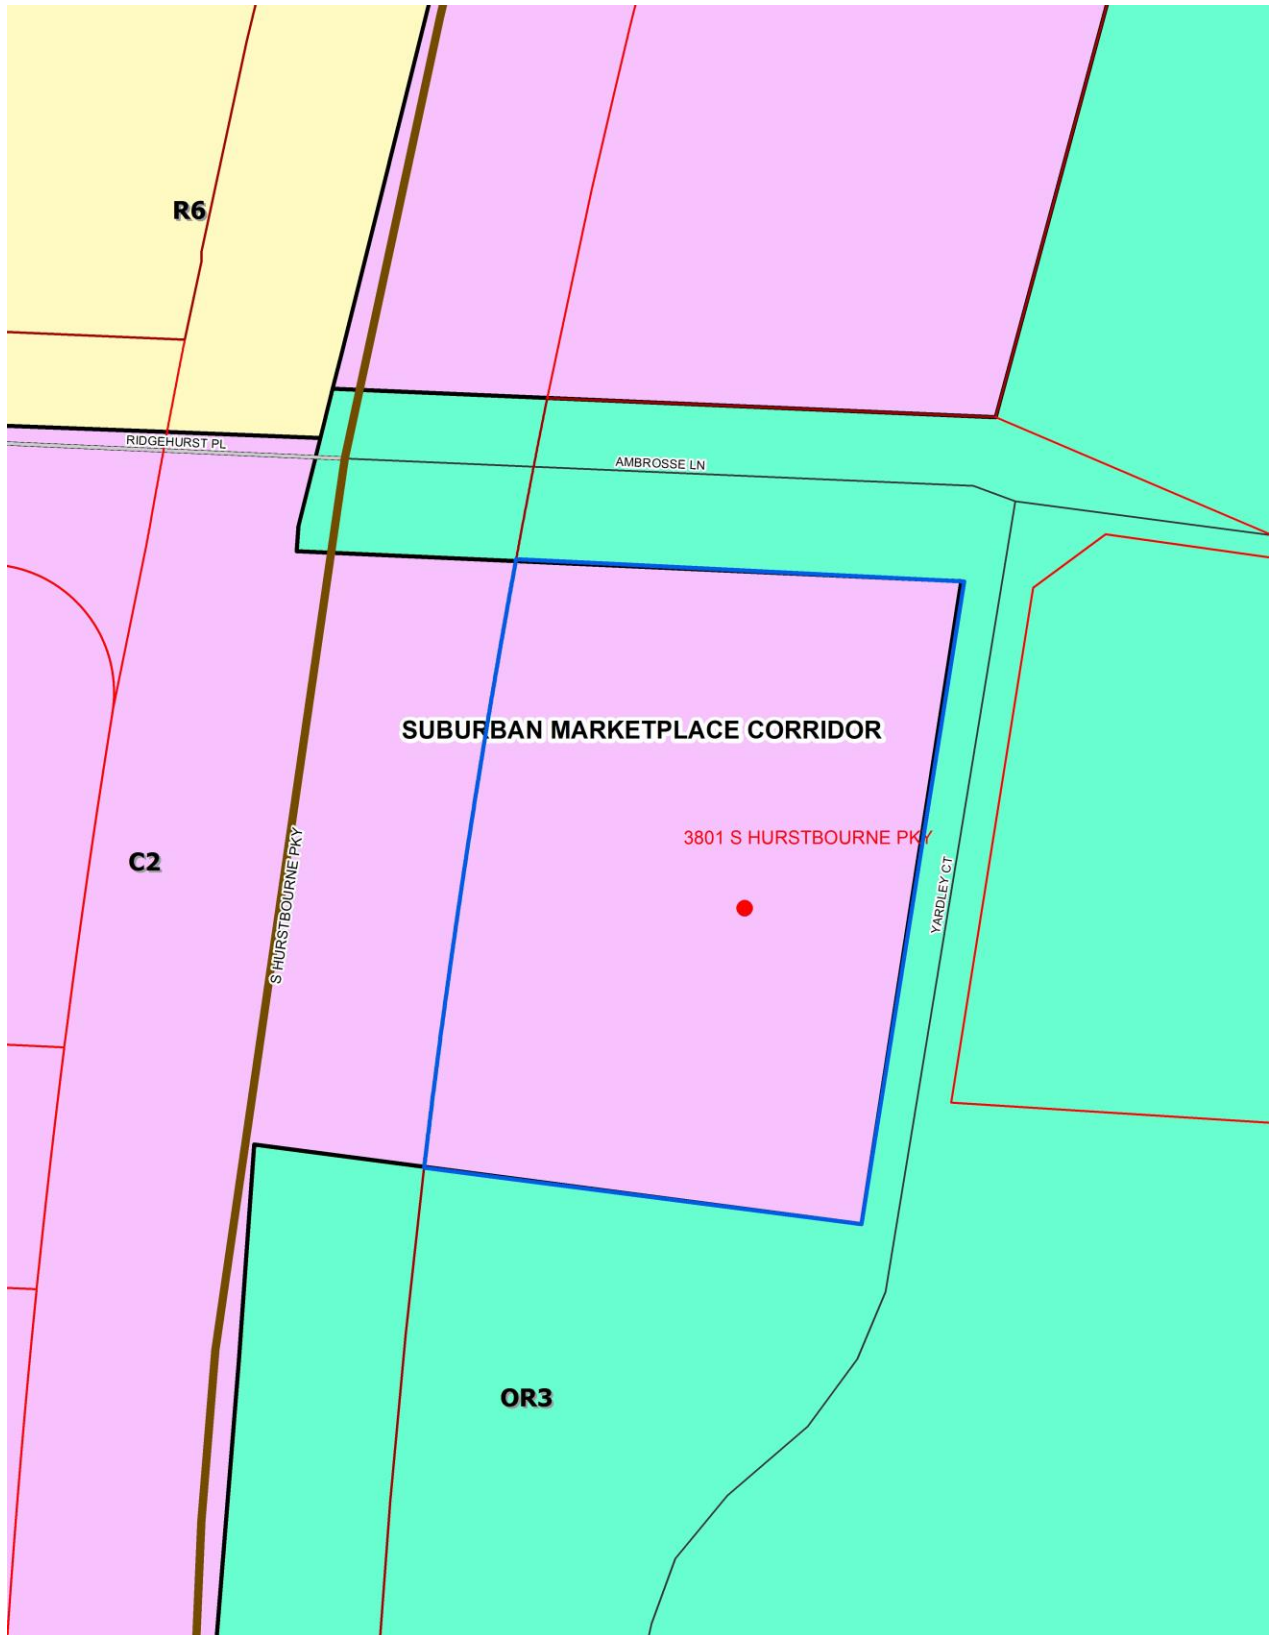 R6
RIDGEHURST PL
AMBROSSE LN
SUBURBAN MARKETPLACE CORRIDOR
3801 S HURSTBOURNE PKY
C2
S HURSTBOURNE PKY
YARDLEY CT
OR3